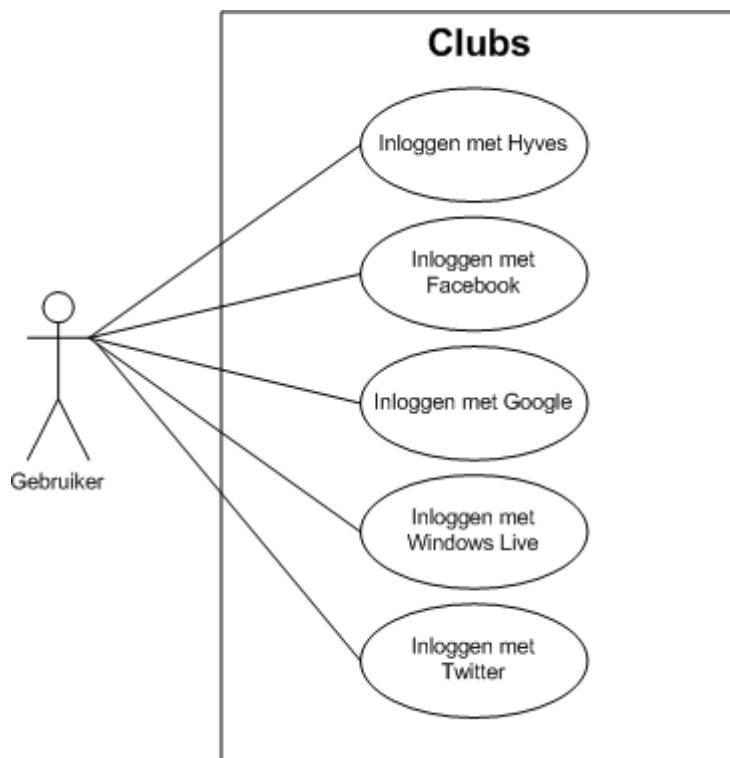 Clubs
Inloggen met Hyves
Inloggen met
Facebook
Inloggen met Google
Gebruiker
Inloggen met
Windows Live
Inloggen met
Twitter